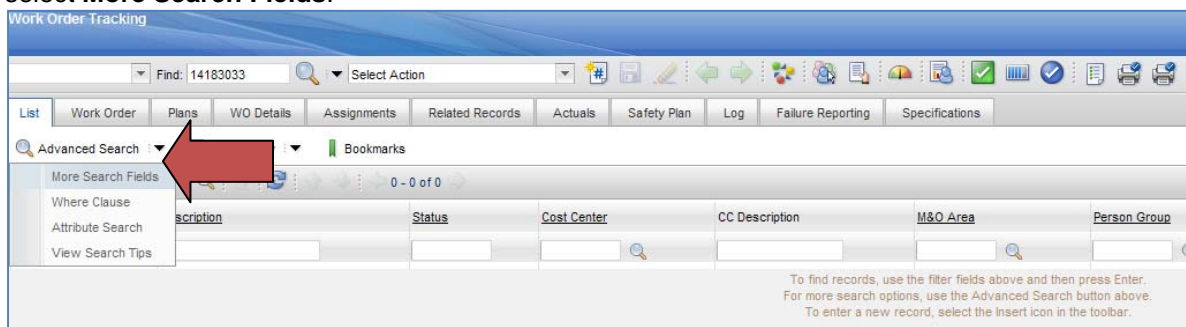 select More Search Fields.
Work Order Tracking
Find: 14183033 Select Action
List Work Order Plans WO Details Assignments Related Records Actuals Safety Plan Log Failure Reporting Specifications
Advanced Search Bookmarks
More Search Fields 0 - 0 of 0
Where Clause
Status Cost Center CC Description M&O Area Person Group
Attribute Search
View Search Tips
To find records, use the filter fields above and then press Enter.
For more search options, use the Advanced Search button above.
To enter a new record, select the Insert icon in the toolbar.